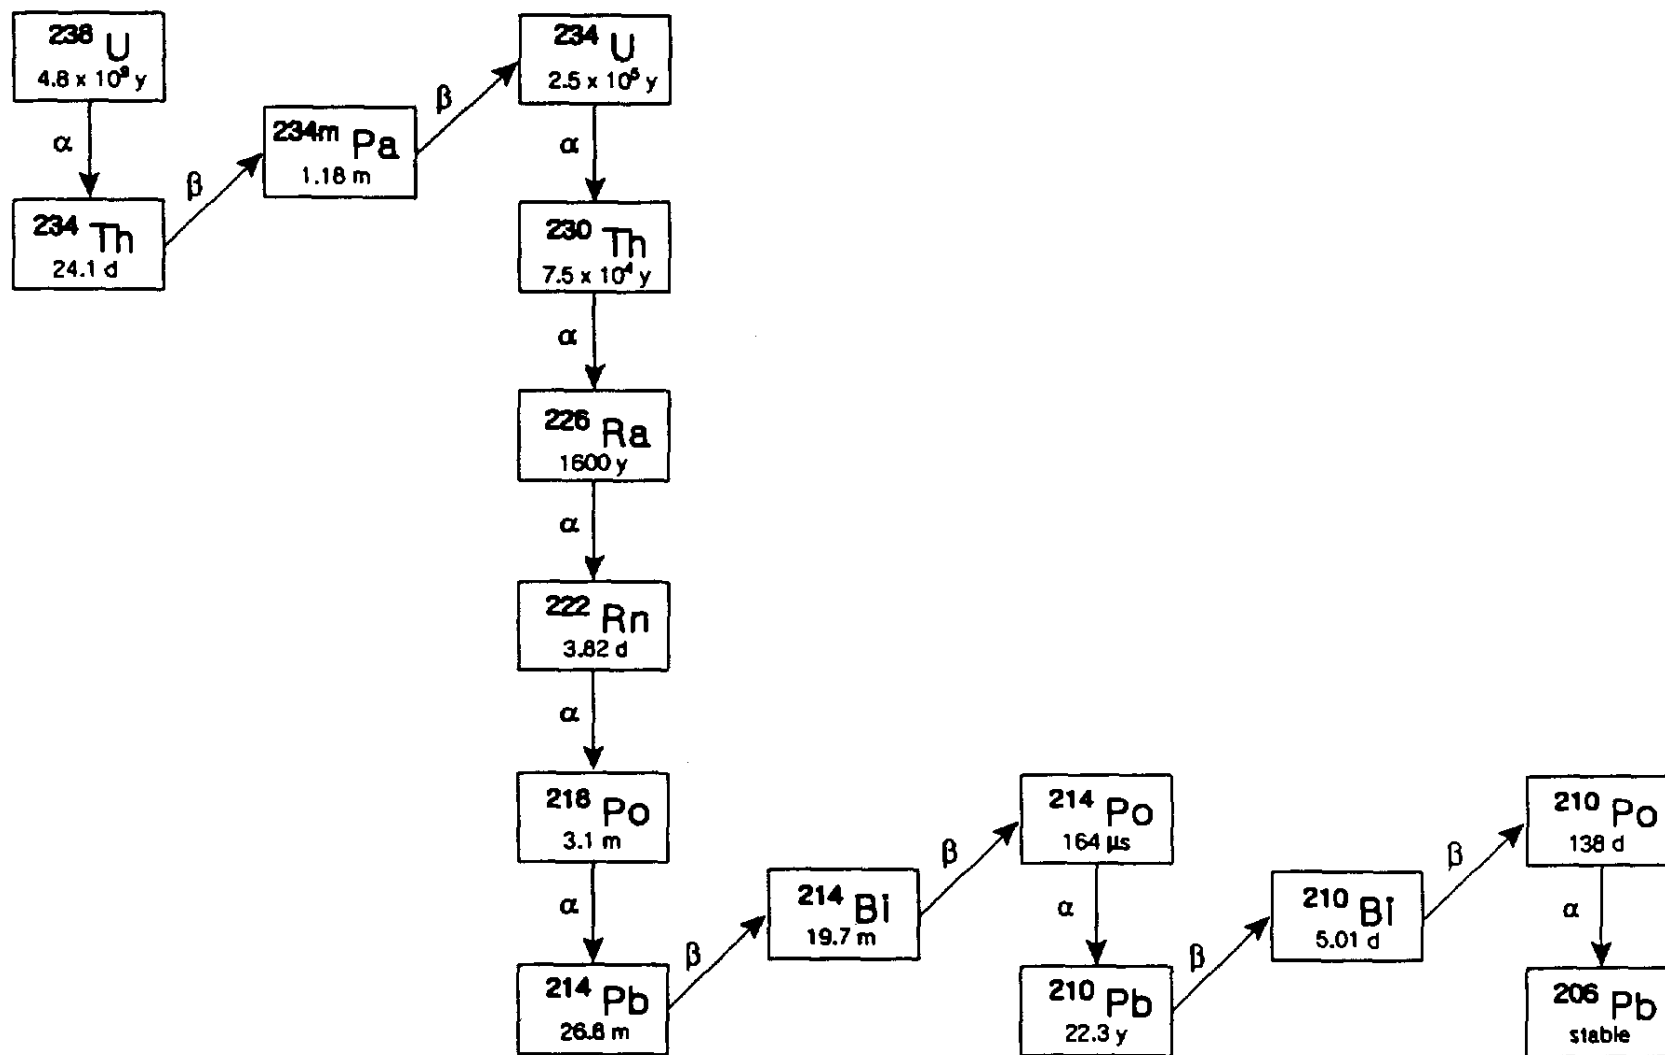 238 U
4.8 x 10⁹ y
α
234 Th
24.1 d
β
234m Pa
1.18 m
β
234 U
2.5 x 10⁵ y
α
230 Th
7.5 x 10⁴ y
α
226 Ra
1600 y
α
222 Rn
3.82 d
α
218 Po
3.1 m
α
214 Pb
26.8 m
β
214 Bi
19.7 m
β
214 Po
164 µs
α
210 Pb
22.3 y
β
210 Bi
5.01 d
β
210 Po
138 d
α
206 Pb
stable